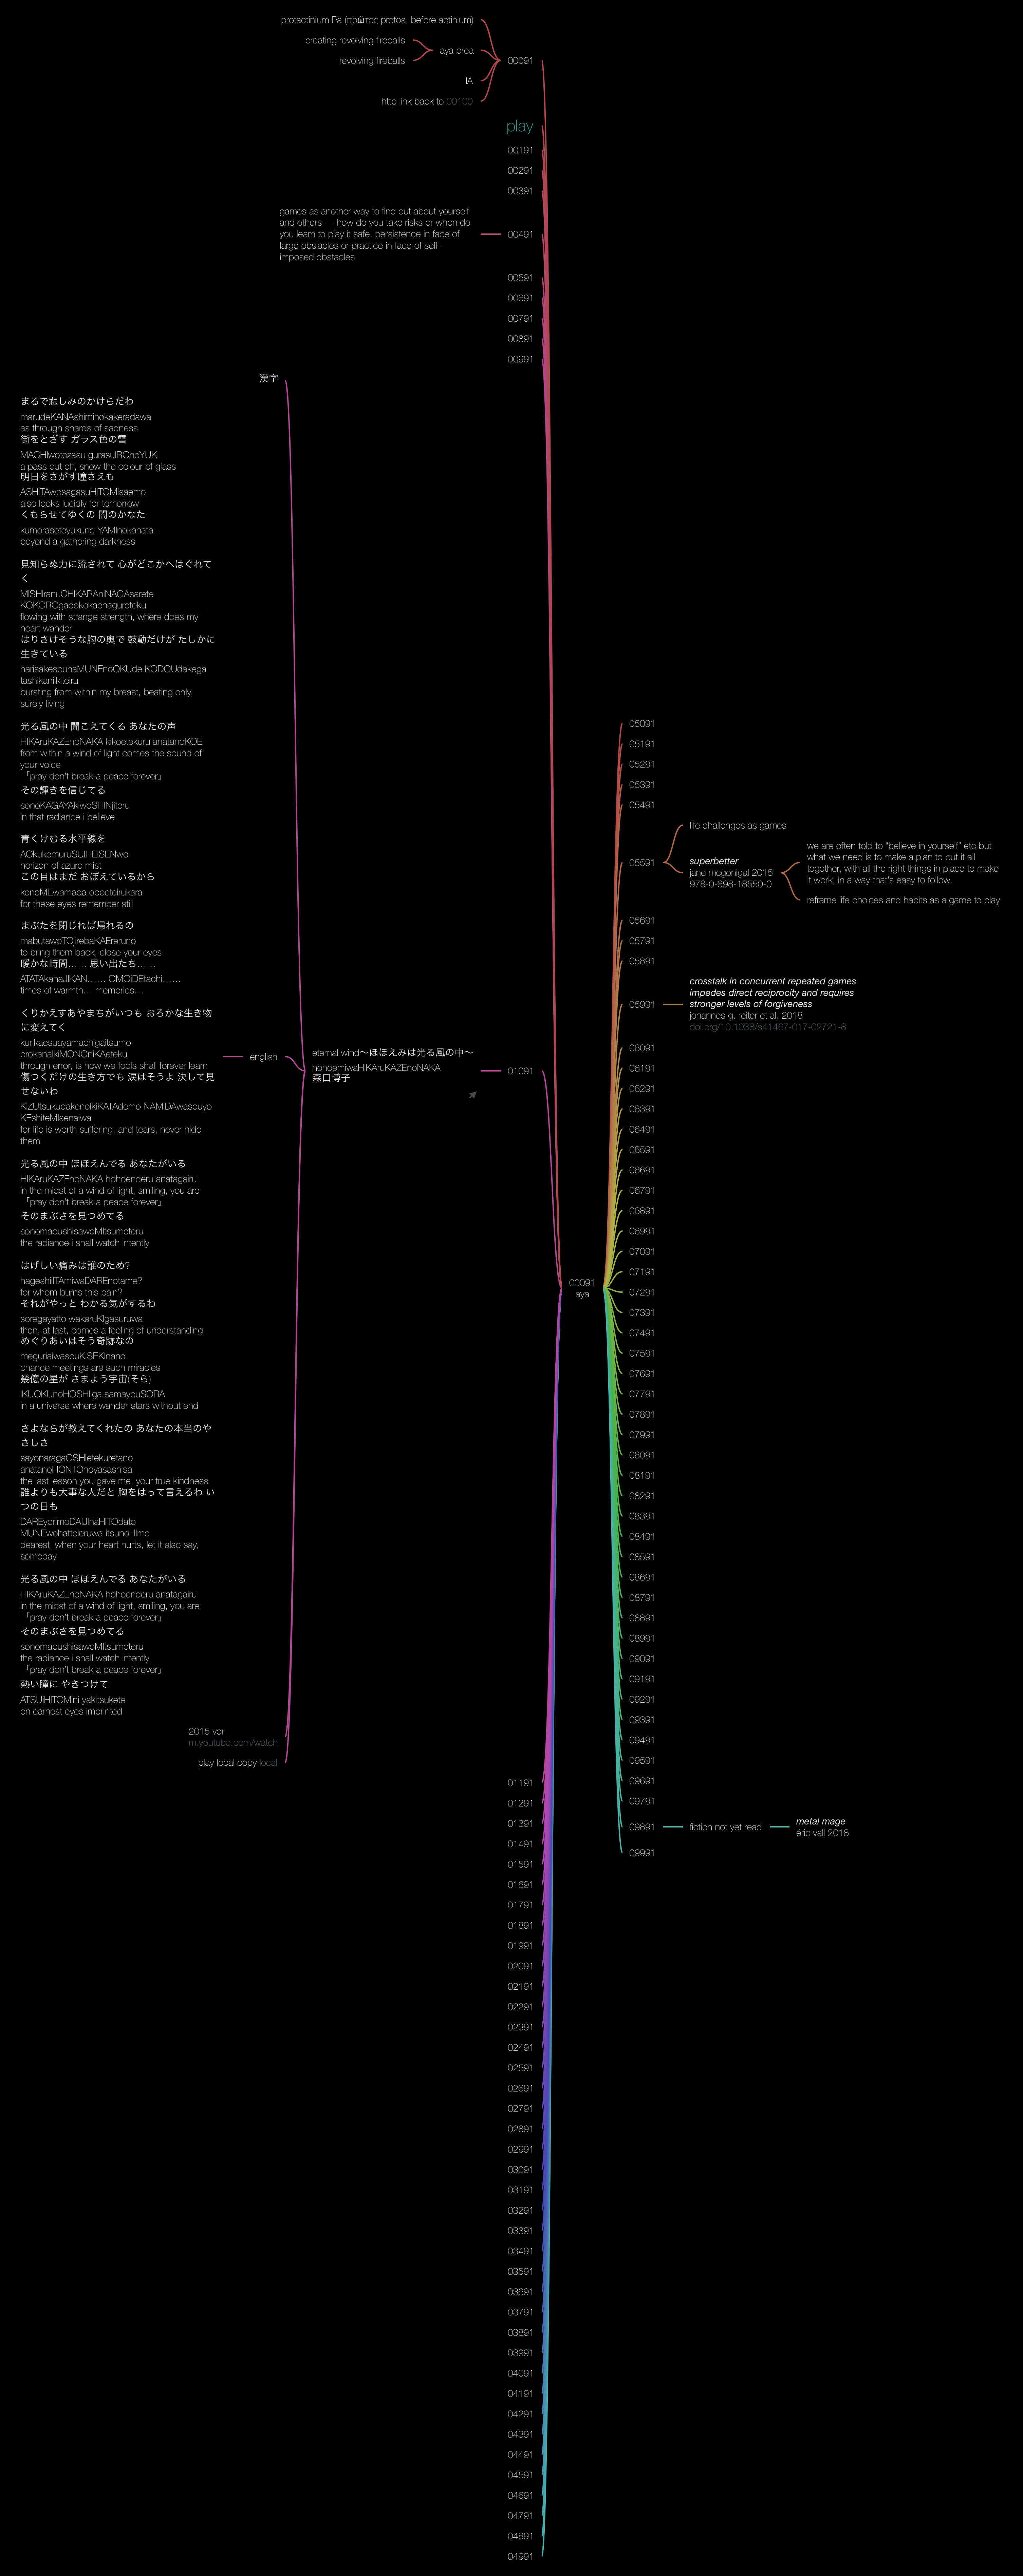 protactinium Pa (πρῶτος protos, before actinium)
creating revolving fireballs
revolving fireballs
aya brea
IA
http link back to 00100
00091
play
00191
00291
00391
games as another way to find out about yourself
and others — how do you take risks or when do
you learn to play it safe, persistence in face of
large obslacles or practice in face of self–
imposed obstacles
00491
00591
00691
00791
00891
00991
漢字
まるで悲しみのかけらだわ
marudeKANAshiminokakeradawa
as through shards of sadness
街をとざす ガラス色の雪
MACHIwotozasu gurasuIROnoYUKI
a pass cut off, snow the colour of glass
明日をさがす瞳さえも
ASHITAwosagasuHITOMIsaemo
also looks lucidly for tomorrow
くもらせてゆくの 闇のかなた
kumoraseteyukuno YAMInokanata
beyond a gathering darkness
見知らぬ力に流されて 心がどこかへはぐれて
く
MISHIranuCHIKARAniNAGAsarete
KOKOROgadokokaehagureteku
flowing with strange strength, where does my
heart wander
はりさけそうな胸の奥で 鼓動だけが たしかに
生きている
harisakesounaMUNEnoOKUde KODOUdakega
tashikaniIkiteiru
bursting from within my breast, beating only,
surely living
光る風の中 聞こえてくる あなたの声
HIKAruKAZEnoNAKA kikoetekuru anatanoKOE
from within a wind of light comes the sound of
your voice
「pray don't break a peace forever」
その輝きを信じてる
sonoKAGAYAkiwoSHINjiteru
in that radiance i believe
青くけむる水平線を
AOkukemuruSUIHEISENwo
horizon of azure mist
この目はまだ おぼえているから
konoMEwamada oboeteirukara
for these eyes remember still
まぶたを閉じれば帰れるの
mabutawoTOjirebaKAEreruno
to bring them back, close your eyes
暖かな時間…… 思い出たち……
ATATAkanaJIKAN…… OMOiDEtachi……
times of warmth… memories…
くりかえすあやまちがいつも おろかな生き物
に変えてく
kurikaesuayamachigaitsumo
orokanaIkiMONOniKAeteku
through error, is how we fools shall forever learn
傷つくだけの生き方でも 涙はそうよ 決して見
せないわ
KIZUtsukudakenoIkiKATAdemo NAMIDAwasouyo
KEshiteMIsenaiwa
for life is worth suffering, and tears, never hide
them
光る風の中 ほほえんでる あなたがいる
HIKAruKAZEnoNAKA hohoenderu anatagairu
in the midst of a wind of light, smiling, you are
「pray don't break a peace forever」
そのまぶさを見つめてる
sonomabushisawoMItsumeteru
the radiance i shall watch intently
はげしい痛みは誰のため?
hageshiiITAmiwaDAREnotame?
for whom burns this pain?
それがやっと わかる気がするわ
soregayatto wakaruKIgasuruwa
then, at last, comes a feeling of understanding
めぐりあいはそう奇跡なの
meguriaiwasouKISEKInano
chance meetings are such miracles
幾億の星が さまよう宇宙(そら)
IKUOKUnoHOSHIIga samayouSORA
in a universe where wander stars without end
さよならが教えてくれたの あなたの本当のや
さしさ
sayonaragaOSHIetekuretano
anatanoHONTOnoyasashisa
the last lesson you gave me, your true kindness
誰よりも大事な人だと 胸をはって言えるわ い
つの日も
DAREyorimoDAIJInaHITOdato
MUNEwohatteIeruwa itsunoHImo
dearest, when your heart hurts, let it also say,
someday
光る風の中 ほほえんでる あなたがいる
HIKAruKAZEnoNAKA hohoenderu anatagairu
in the midst of a wind of light, smiling, you are
「pray don't break a peace forever」
そのまぶさを見つめてる
sonomabushisawoMItsumeteru
the radiance i shall watch intently
「pray don't break a peace forever」
熱い瞳に やきつけて
ATSUiHITOMIni yakitsukete
on earnest eyes imprinted
english
2015 ver
m.youtube.com/watch
play local copy local
eternal wind〜ほほえみは光る風の中〜
hohoemiwaHIKAruKAZEnoNAKA
森口博子
01091
01191
01291
01391
01491
01591
01691
01791
01891
01991
02091
02191
02291
02391
02491
02591
02691
02791
02891
02991
03091
03191
03291
03391
03491
03591
03691
03791
03891
03991
04091
04191
04291
04391
04491
04591
04691
04791
04891
04991
00091
aya
05091
05191
05291
05391
05491
05591
life challenges as games
superbetter
jane mcgonigal 2015
978-0-698-18550-0
we are often told to “believe in yourself” etc but
what we need is to make a plan to put it all
together, with all the right things in place to make
it work, in a way that's easy to follow.
reframe life choices and habits as a game to play
05691
05791
05891
05991
crosstalk in concurrent repeated games
impedes direct reciprocity and requires
stronger levels of forgiveness
johannes g. reiter et al. 2018
doi.org/10.1038/s41467-017-02721-8
06091
06191
06291
06391
06491
06591
06691
06791
06891
06991
07091
07191
07291
07391
07491
07591
07691
07791
07891
07991
08091
08191
08291
08391
08491
08591
08691
08791
08891
08991
09091
09191
09291
09391
09491
09591
09691
09791
09891
fiction not yet read
metal mage
éric vall 2018
09991